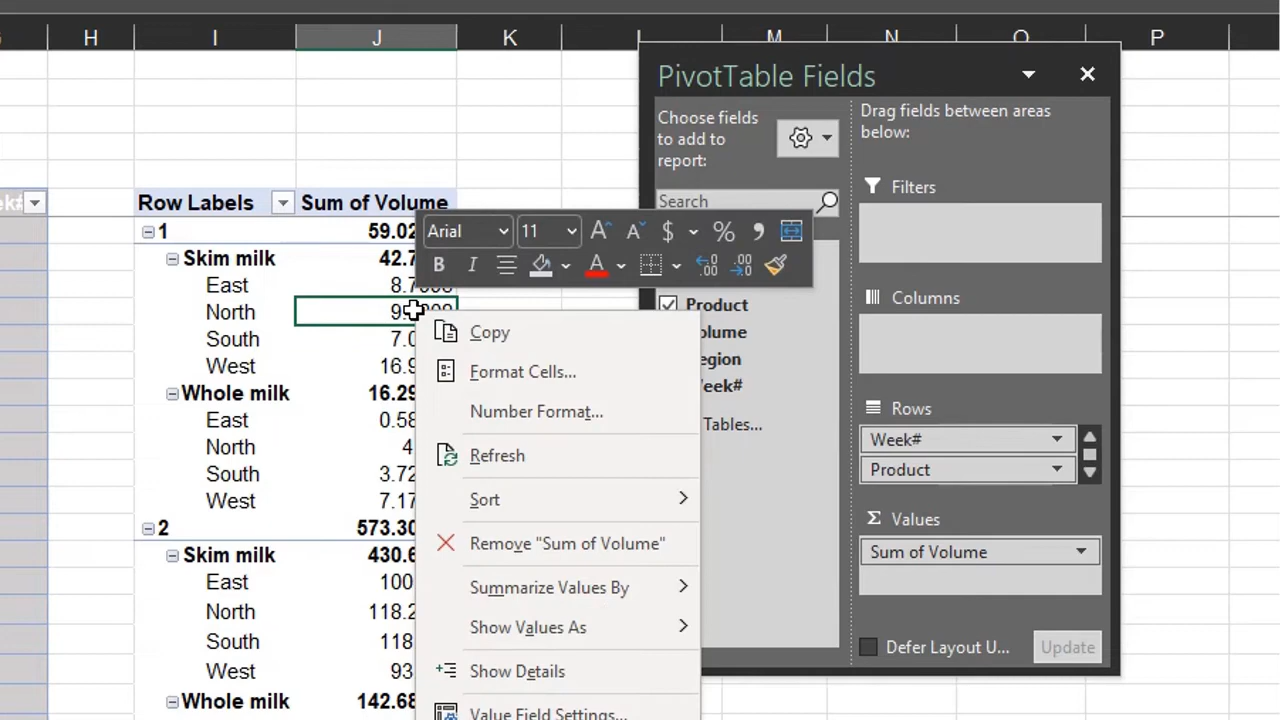 H I J K L M N O P
PivotTable Fields
Choose fields
to add to
report:
Drag fields between areas
below:
Search
Filters
Columns
Rows
Week#
Product
Values
Sum of Volume
Defer Layout U...
Update
Product
Tables...
Row Labels Sum of Volume
1 59.02
Skim milk 42.7
East
North
South 7.0
West 16.9
Whole milk 16.29
East 0.58
North 4
South 3.72
West 7.17
2 573.30
Skim milk 430.6
East 100
North 118.2
South 118
West 93
Whole milk 142.68
Arial 11
$ % ,
B I A
Copy
Format Cells...
Number Format...
Refresh
Sort
Remove "Sum of Volume"
Summarize Values By
Show Values As
Show Details
Value Field Settings...